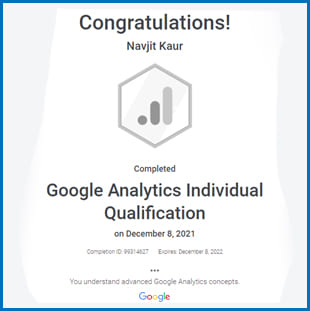 Congratulations!
Navjit Kaur
Completed
Google Analytics Individual
Qualification
on December 8, 2021
Completion ID: 99314627 Expires: December 8, 2022
You understand advanced Google Analytics concepts.
Google